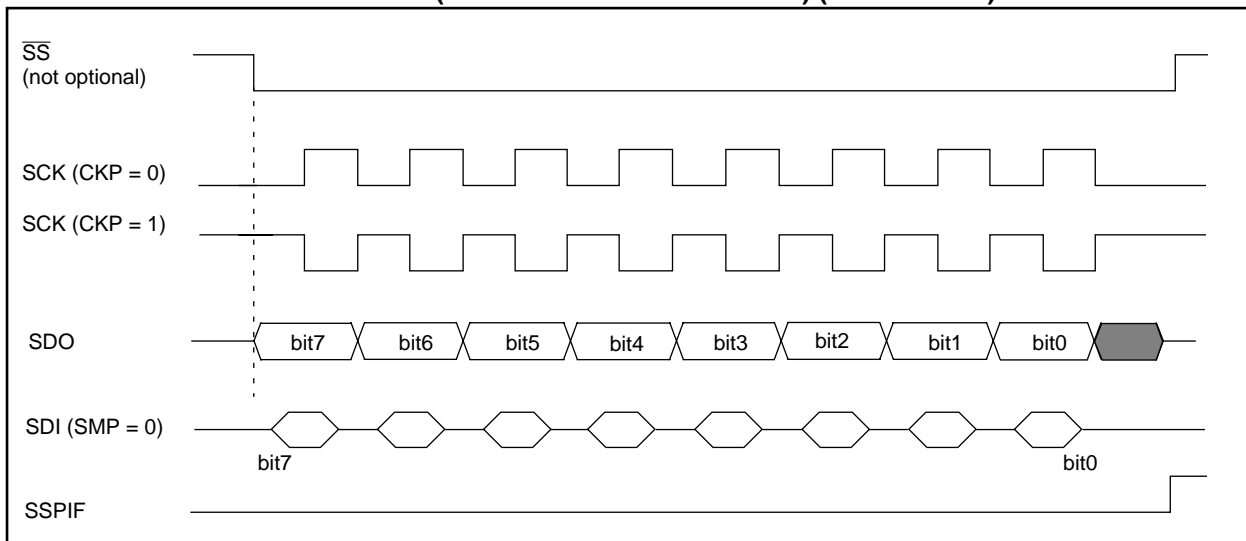 SS
(not optional)
SCK (CKP = 0)
SCK (CKP = 1)
SDO
bit7 bit6 bit5 bit4 bit3 bit2 bit1 bit0
SDI (SMP = 0)
bit7 bit0
SSPIF